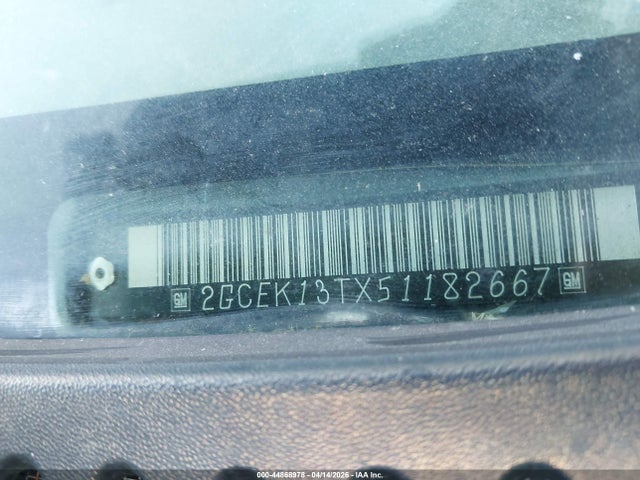 GM 2GCEK13TX51182667 GM
000-44868978 - 04/14/2026 - IAA Inc.